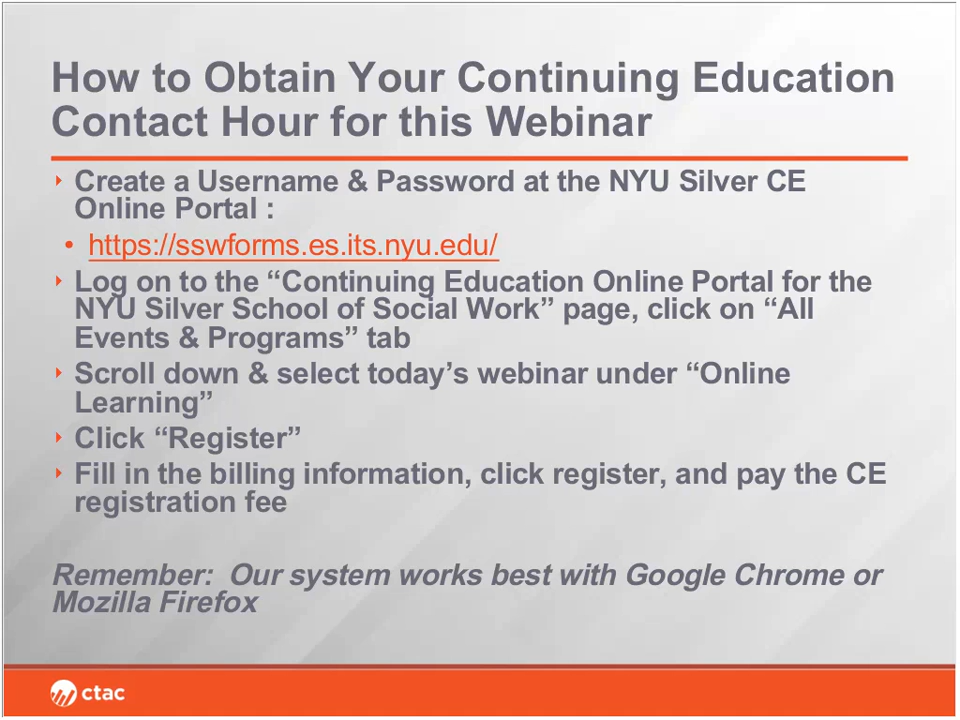 How to Obtain Your Continuing Education
Contact Hour for this Webinar
Create a Username & Password at the NYU Silver CE
Online Portal :
• https://sswforms.es.its.nyu.edu/
Log on to the “Continuing Education Online Portal for the
NYU Silver School of Social Work” page, click on “All
Events & Programs” tab
Scroll down & select today’s webinar under “Online
Learning”
Click “Register”
Fill in the billing information, click register, and pay the CE
registration fee
Remember:  Our system works best with Google Chrome or
Mozilla Firefox
ctac